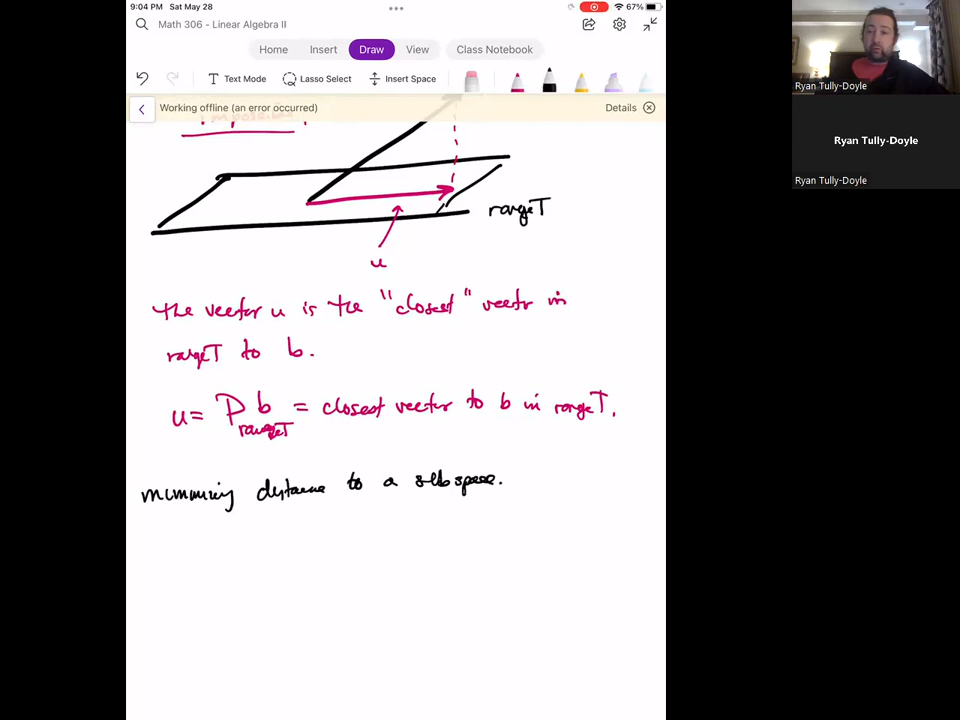 9:04 PM Sat May 28
67%
Math 306 - Linear Algebra II
Home Insert Draw View Class Notebook
Text Mode Lasso Select Insert Space
Working offline (an error occurred) Details
rangeT
u
the vector u is the "closest" vector in
rangeT to b.
u = P b = closest vector to b in rangeT.
rangeT
minimizing distance to a subspace.
Ryan Tully-Doyle
Ryan Tully-Doyle
Ryan Tully-Doyle